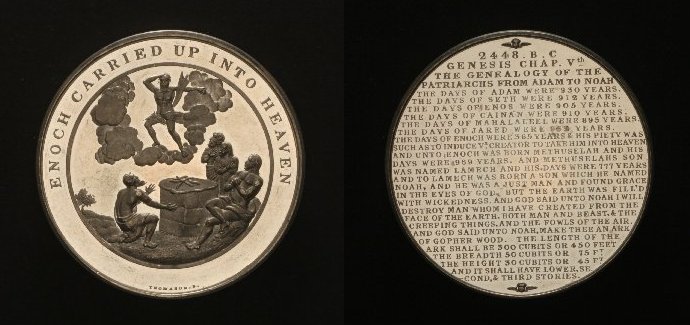 ENOCH CARRIED UP INTO HEAVEN
THOMASON. D.
2448. B. C
GENESIS CHAP. Vth
THE GENEALOGY OF THE
PATRIARCHS FROM ADAM TO NOAH
THE DAYS OF ADAM WERE 930 YEARS.
THE DAYS OF SETH WERE 912 YEARS.
THE DAYS OF ENOS WERE 905 YEARS.
THE DAYS OF CAINAN WERE 910 YEARS.
THE DAYS OF MAHALALEEL WERE 895 YEARS.
THE DAYS OF JARED WERE YEARS.
THE DAYS OF ENOCH WERE 365 YEARS & HIS PIETY WAS
SUCH AS TO INDUCE Ye CREATOR TO TAKE HIM INTO HEAVEN
AND UNTO ENOCH WAS BORN METHUSELAH AND HIS
DAYS WERE 969 YEARS. AND METHUSELAHS SON
WAS NAMED LAMECH AND HIS DAYS WERE 777 YEARS
AND TO LAMECH WAS BORN A SON WHICH HE NAMED
NOAH, AND HE WAS A JUST MAN AND FOUND GRACE
IN THE EYES OF GOD, BUT THE EARTH WAS FILL'D
WITH WICKEDNESS. AND GOD SAID UNTO NOAH I WILL
DESTROY MAN WHOM I HAVE CREATED FROM THE
FACE OF THE EARTH. BOTH MAN AND BEAST, & THE
CREEPING THINGS, AND THE FOWLS OF THE AIR
AND GOD SAID UNTO NOAH, MAKE THEE AN ARK
OF GOPHER WOOD. THE LENGTH OF THE
ARK SHALL BE 300 CUBITS OR 450 FEET
THE BREADTH 50 CUBITS OR 75 FT
THE HEIGHT 30 CUBITS OR 45 FT
AND IT SHALL HAVE LOWER, SE
COND, & THIRD STORIES.